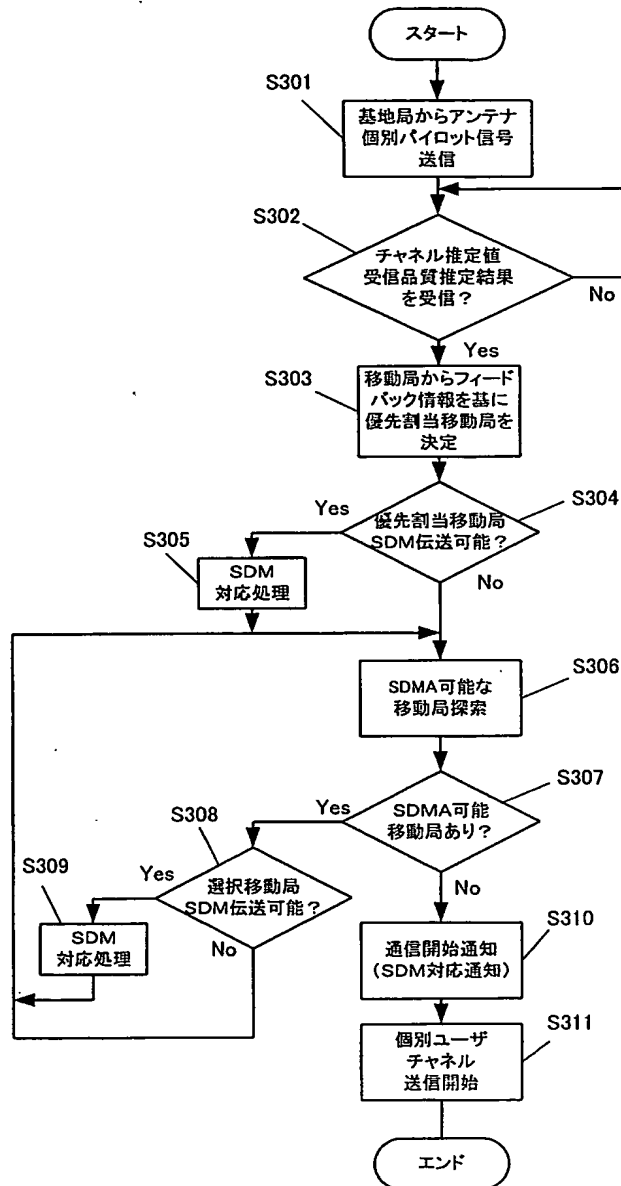 スタート
S301
基地局からアンテナ
個別パイロット信号
送信
S302
チャネル推定値
受信品質推定結果
を受信？
No
Yes
S303
移動局からフィード
バック情報を基に
優先割当移動局を
決定
S304
Yes
優先割当移動局
SDM伝送可能？
S305
No
SDM
対応処理
S306
SDMA可能な
移動局探索
S307
Yes
SDMA可能
移動局あり？
S308
No
Yes
選択移動局
SDM伝送可能？
S309
No
SDM
対応処理
S310
通信開始通知
（SDM対応通知）
S311
個別ユーザ
チャネル
送信開始
エンド